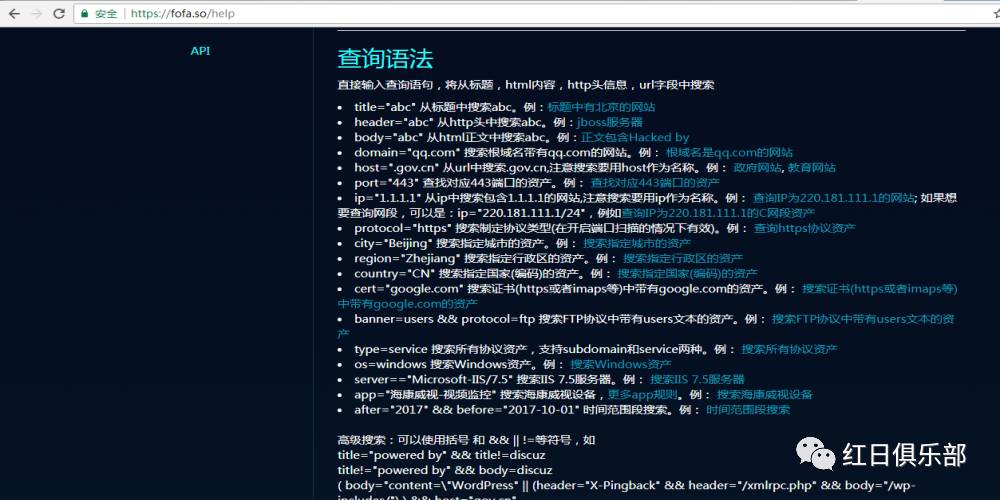 安全 | https://fofa.so/help
API
查询语法
直接输入查询语句，将从标题，html内容，http头信息，url字段中搜索
• title="abc" 从标题中搜索abc。例：标题中有北京的网站
• header="abc" 从http头中搜索abc。例：jboss服务器
• body="abc" 从html正文中搜索abc。例：正文包含Hacked by
• domain="qq.com" 搜索根域名带有qq.com的网站。例： 根域名是qq.com的网站
• host=".gov.cn" 从url中搜索.gov.cn,注意搜索要用host作为名称。例： 政府网站, 教育网站
• port="443" 查找对应443端口的资产。例： 查找对应443端口的资产
• ip="1.1.1.1" 从ip中搜索包含1.1.1.1的网站,注意搜索要用ip作为名称。例： 查询IP为220.181.111.1的网站; 如果想
要查询网段，可以是：ip="220.181.111.1/24"，例如查询IP为220.181.111.1的C网段资产
• protocol="https" 搜索制定协议类型(在开启端口扫描的情况下有效)。例： 查询https协议资产
• city="Beijing" 搜索指定城市的资产。例： 搜索指定城市的资产
• region="Zhejiang" 搜索指定行政区的资产。例： 搜索指定行政区的资产
• country="CN" 搜索指定国家(编码)的资产。例： 搜索指定国家(编码)的资产
• cert="google.com" 搜索证书(https或者imaps等)中带有google.com的资产。例： 搜索证书(https或者imaps等)
中带有google.com的资产
• banner=users && protocol=ftp 搜索FTP协议中带有users文本的资产。例： 搜索FTP协议中带有users文本的资
产
• type=service 搜索所有协议资产，支持subdomain和service两种。例： 搜索所有协议资产
• os=windows 搜索Windows资产。例： 搜索Windows资产
• server=="Microsoft-IIS/7.5" 搜索IIS 7.5服务器。例： 搜索IIS 7.5服务器
• app="海康威视-视频监控" 搜索海康威视设备，更多app规则。例： 搜索海康威视设备
• after="2017" && before="2017-10-01" 时间范围段搜索。例： 时间范围段搜索
高级搜索：可以使用括号 和 && || !=等符号，如
title="powered by" && title!=discuz
title!="powered by" && body=discuz
( body="content=\"WordPress" || (header="X-Pingback" && header="/xmlrpc.php" && body="/wp-
includes/") ) && host="gov.cn"
红日俱乐部